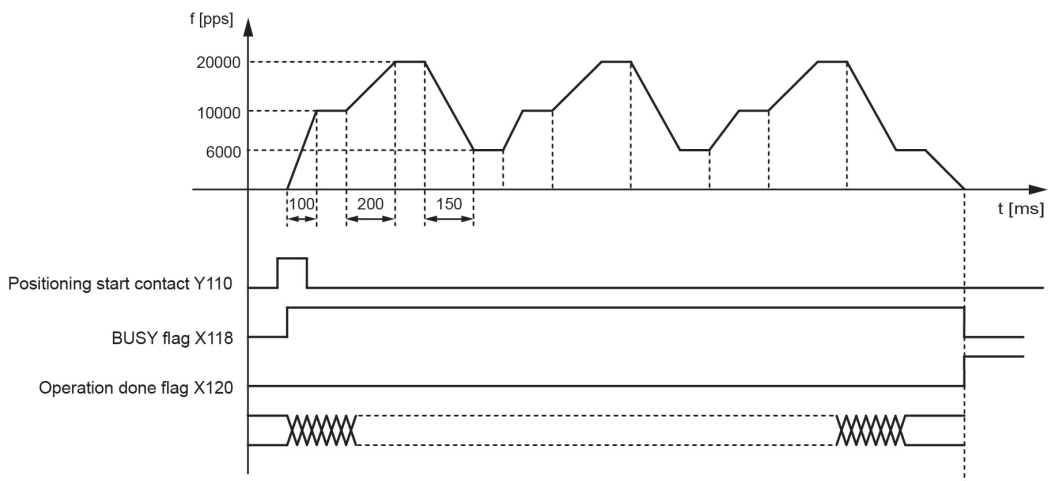 f [pps]
20000
10000
6000
100
200
150
t [ms]
Positioning start contact Y110
BUSY flag X118
Operation done flag X120